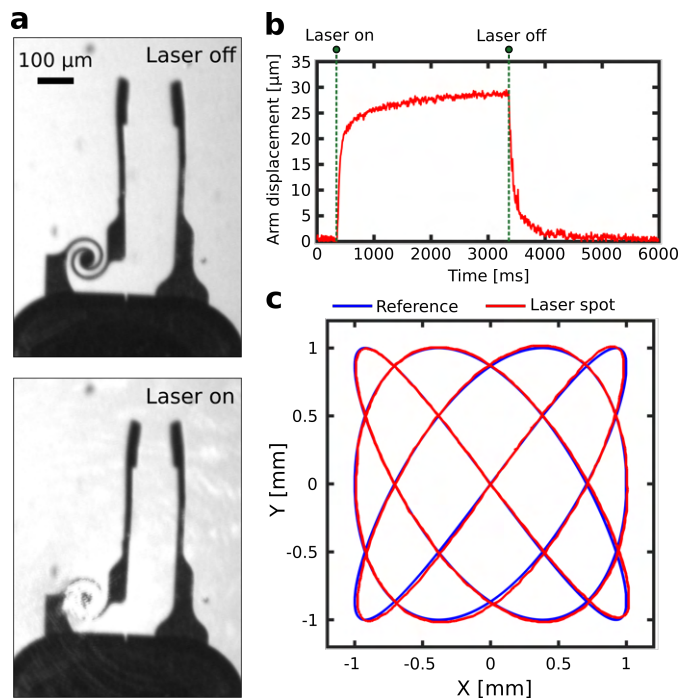 a
Laser off
100 µm
Laser on
b
Laser on
Laser off
Arm displacement [µm]
35
30
25
20
15
10
5
0
0 1000 2000 3000 4000 5000 6000
Time [ms]
c
Reference
Laser spot
Y [mm]
1
0.5
0
-0.5
-1
-1 -0.5 0 0.5 1
X [mm]